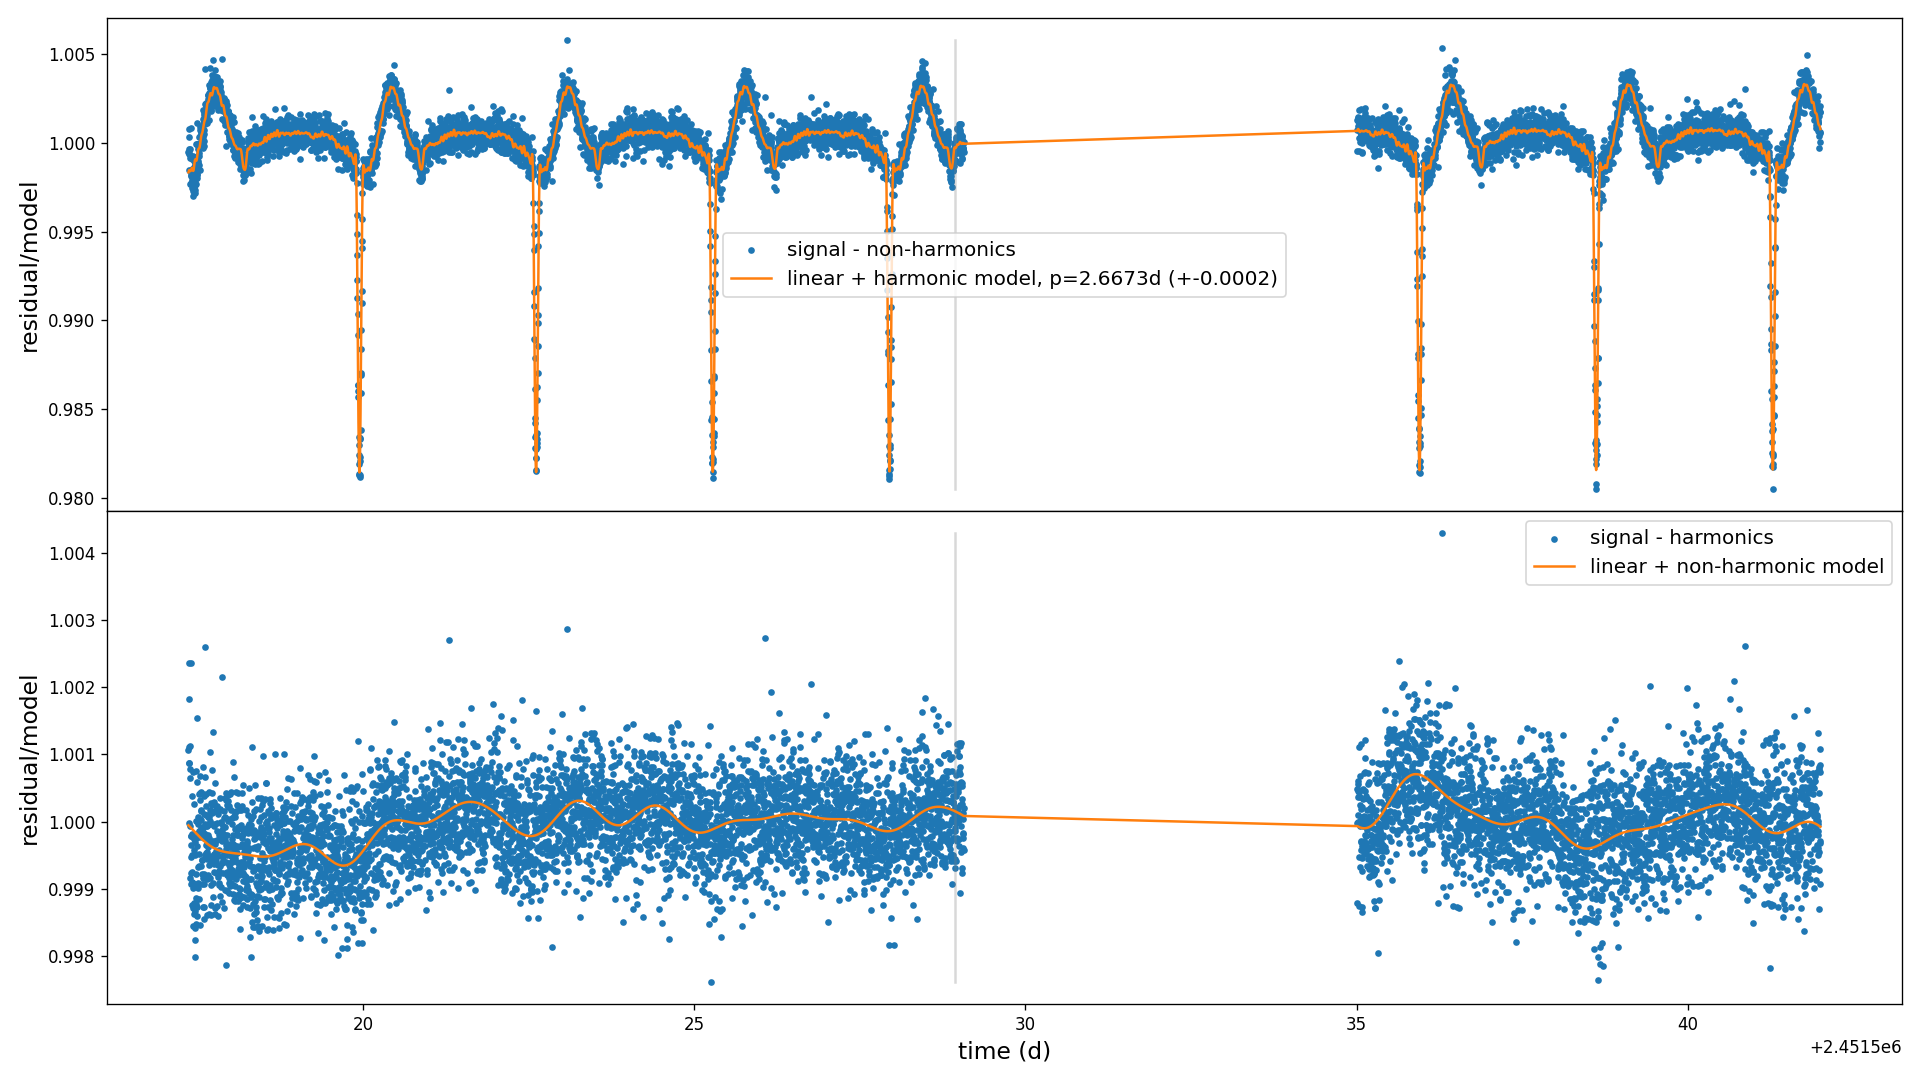 1.005
1.000
0.995
0.990
0.985
0.980
residual/model
signal - non-harmonics
linear + harmonic model, p=2.6673d (+-0.0002)
1.004
1.003
1.002
1.001
1.000
0.999
0.998
residual/model
signal - harmonics
linear + non-harmonic model
20
25
30
35
40
time (d)
+2.4515e6